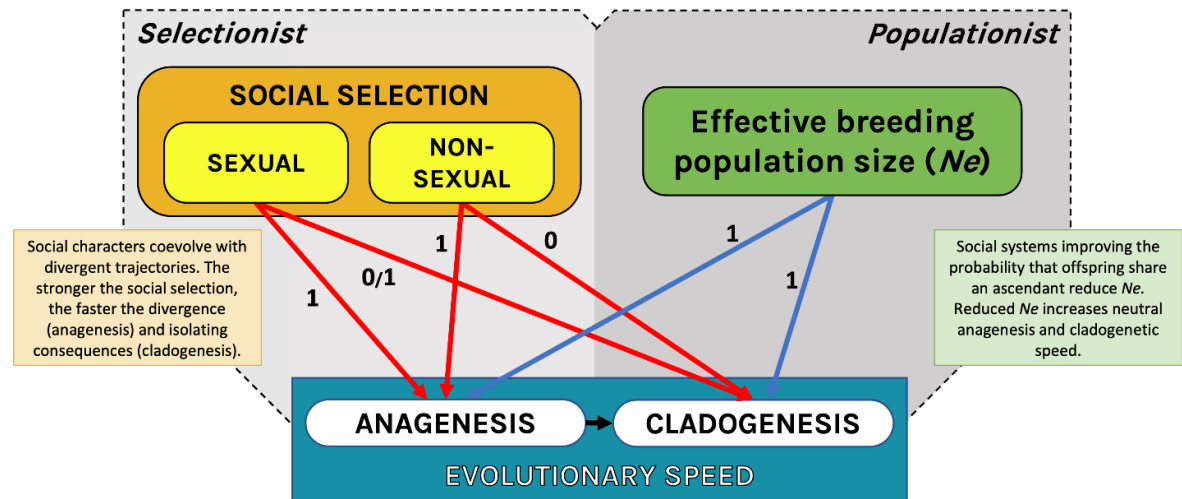 Selectionist
Populationist
SOCIAL SELECTION
SEXUAL
NON-
SEXUAL
Effective breeding
population size (Ne)
1
0/1
1
0
1
1
Social characters coevolve with
divergent trajectories. The
stronger the social selection,
the faster the divergence
(anagenesis) and isolating
consequences (cladogenesis).
Social systems improving the
probability that offspring share
an ascendant reduce Ne.
Reduced Ne increases neutral
anagenesis and cladogenetic
speed.
ANAGENESIS
CLADOGENESIS
EVOLUTIONARY SPEED